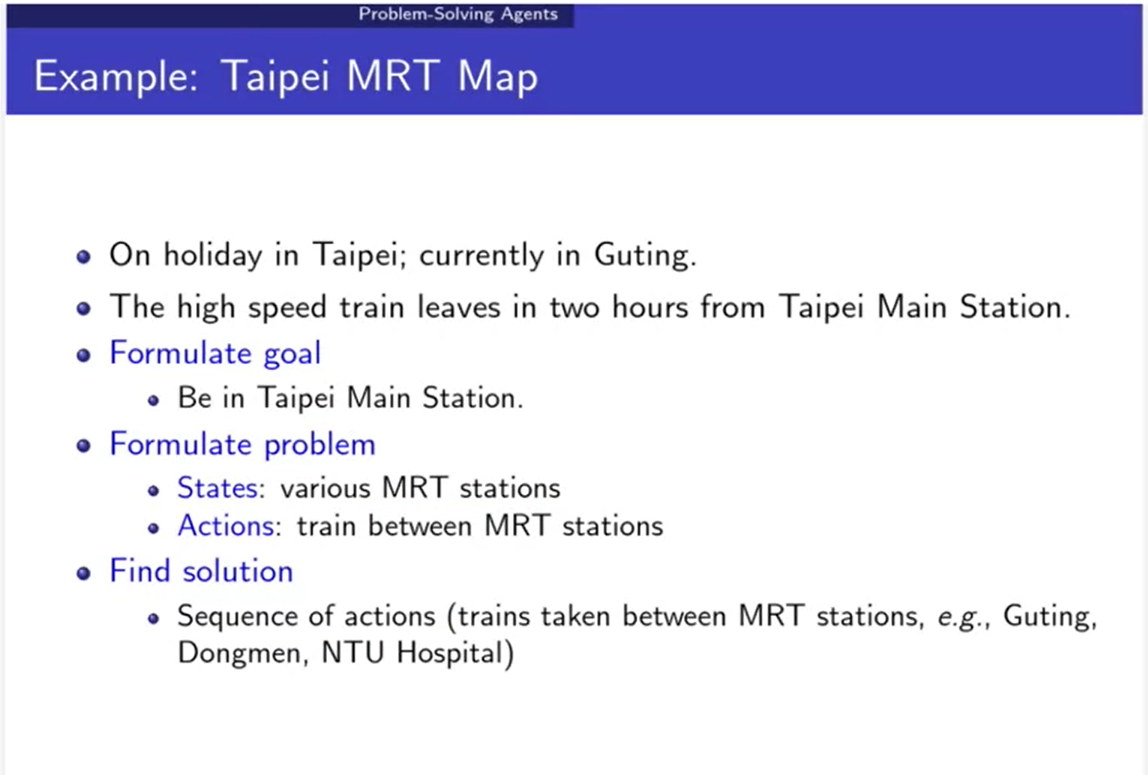 Problem-Solving Agents
Example: Taipei MRT Map
On holiday in Taipei; currently in Guting.
The high speed train leaves in two hours from Taipei Main Station.
Formulate goal
Be in Taipei Main Station.
Formulate problem
States: various MRT stations
Actions: train between MRT stations
Find solution
Sequence of actions (trains taken between MRT stations, e.g., Guting,
Dongmen, NTU Hospital)